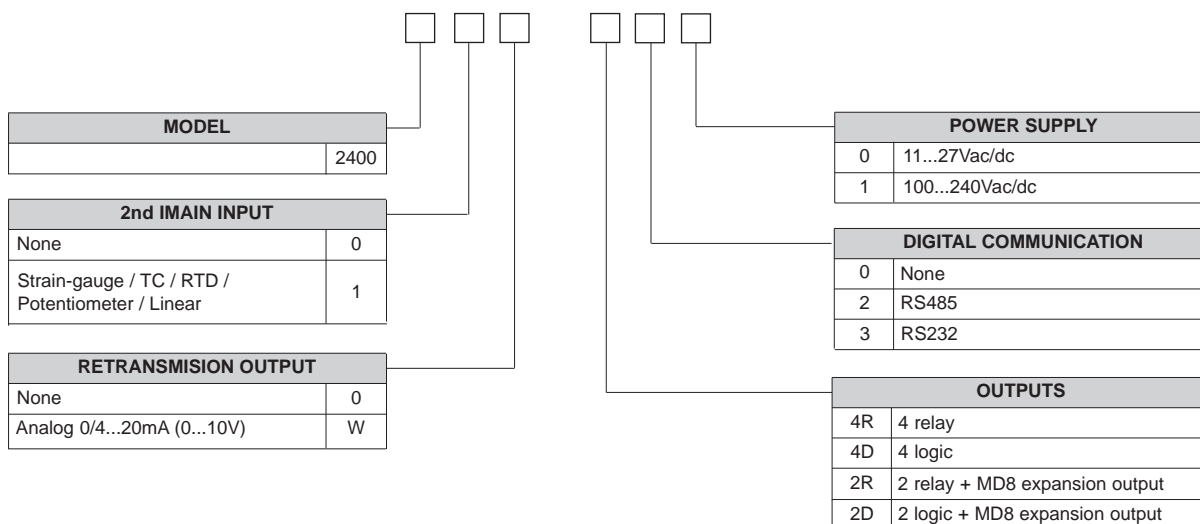 MODEL
2400
2nd IMAIN INPUT
None 0
Strain-gauge / TC / RTD /
Potentiometer / Linear 1
RETRANSMISION OUTPUT
None 0
Analog 0/4...20mA (0...10V) W
POWER SUPPLY
0 11...27Vac/dc
1 100...240Vac/dc
DIGITAL COMMUNICATION
0 None
2 RS485
3 RS232
OUTPUTS
4R 4 relay
4D 4 logic
2R 2 relay + MD8 expansion output
2D 2 logic + MD8 expansion output